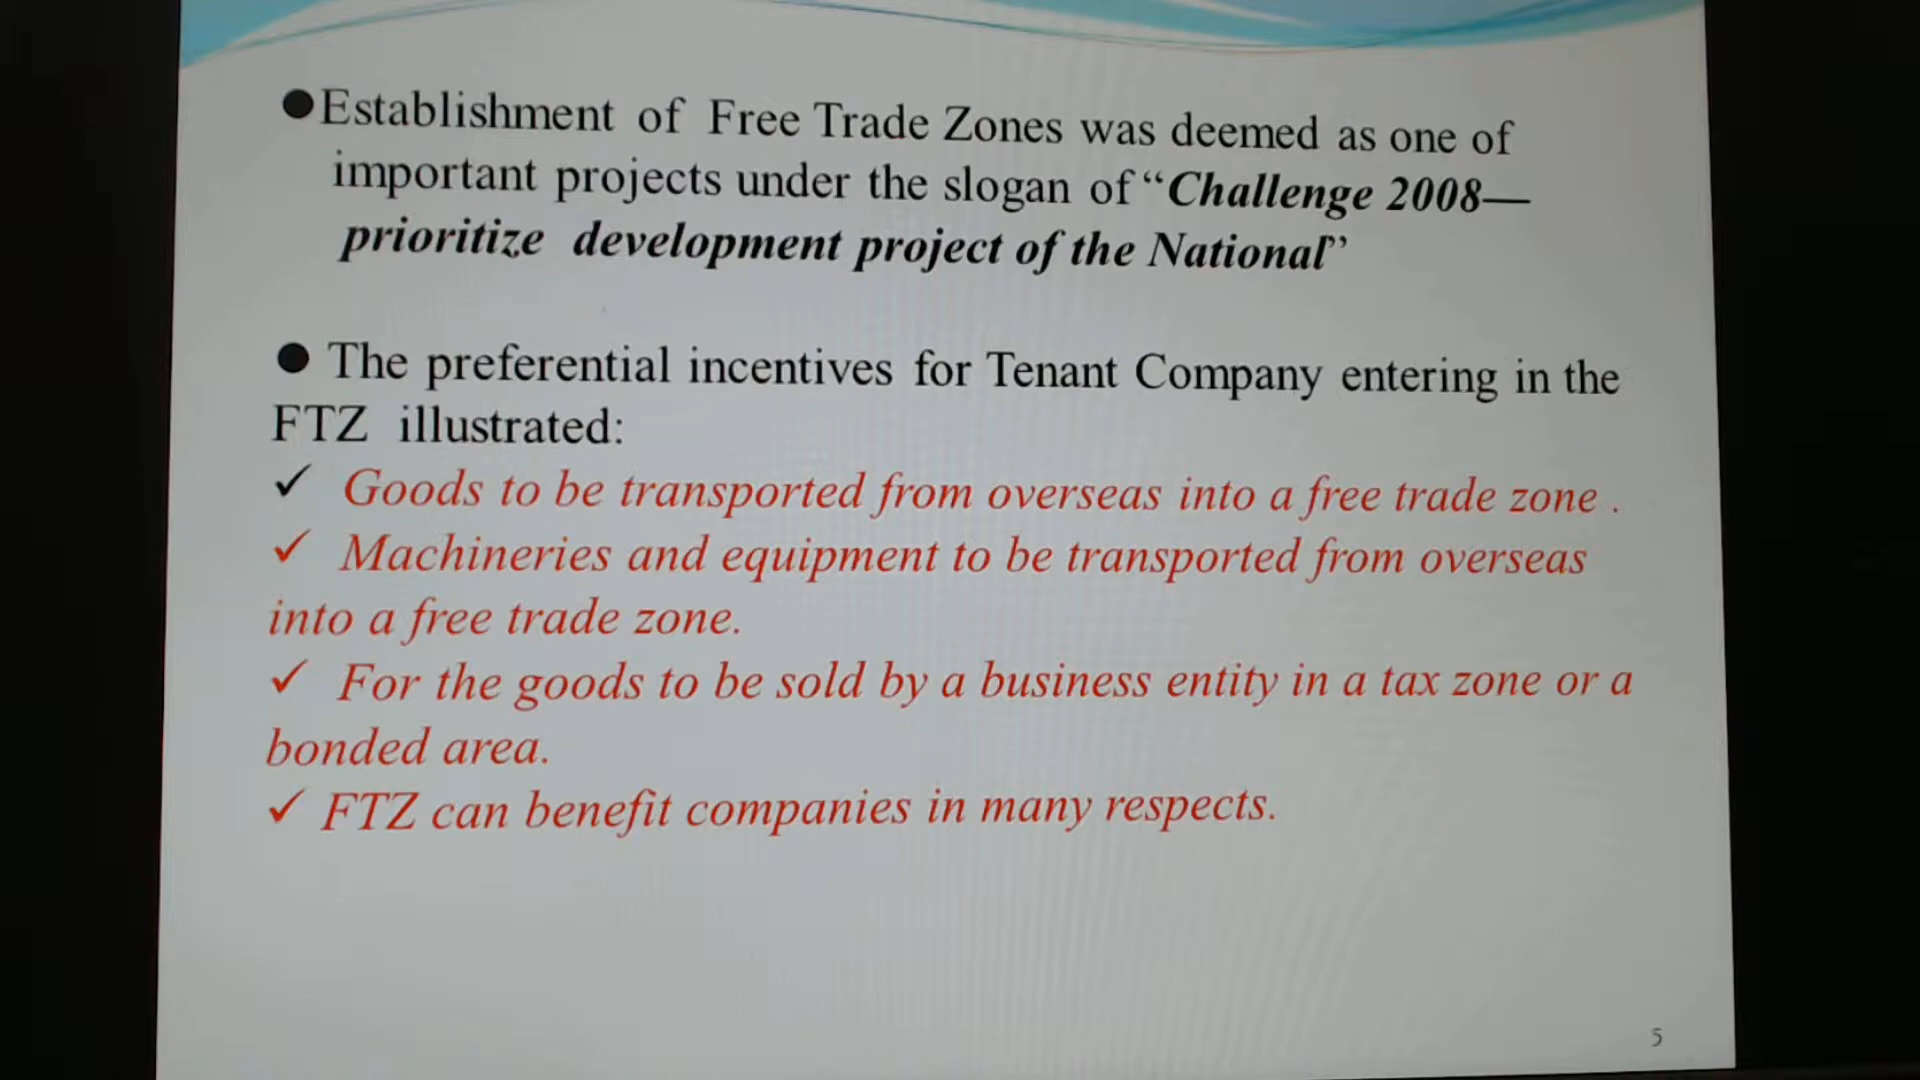 ●Establishment of Free Trade Zones was deemed as one of
important projects under the slogan of “Challenge 2008—
prioritize development project of the National”
● The preferential incentives for Tenant Company entering in the
FTZ illustrated:
✓ Goods to be transported from overseas into a free trade zone .
✓ Machineries and equipment to be transported from overseas
into a free trade zone.
✓ For the goods to be sold by a business entity in a tax zone or a
bonded area.
✓ FTZ can benefit companies in many respects.
5